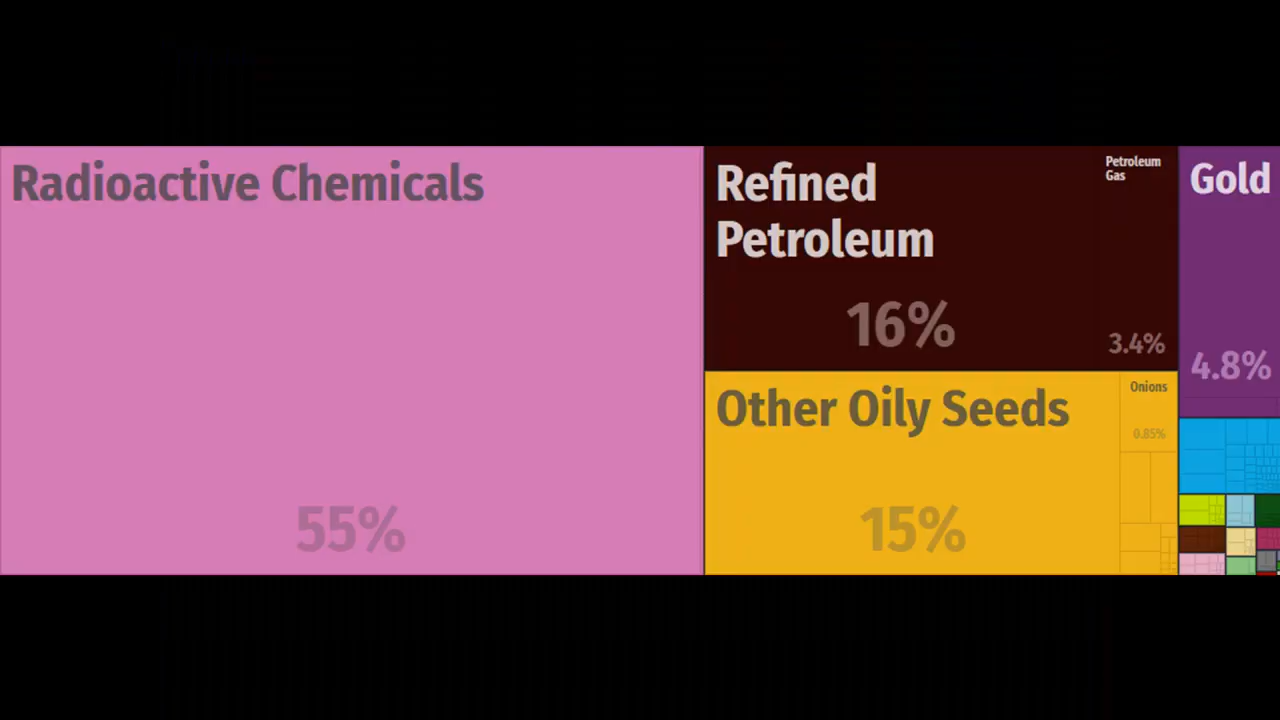 Radioactive Chemicals
55%
Refined
Petroleum
16%
Petroleum
Gas
3.4%
Other Oily Seeds
15%
Onions
0.85%
Gold
4.8%